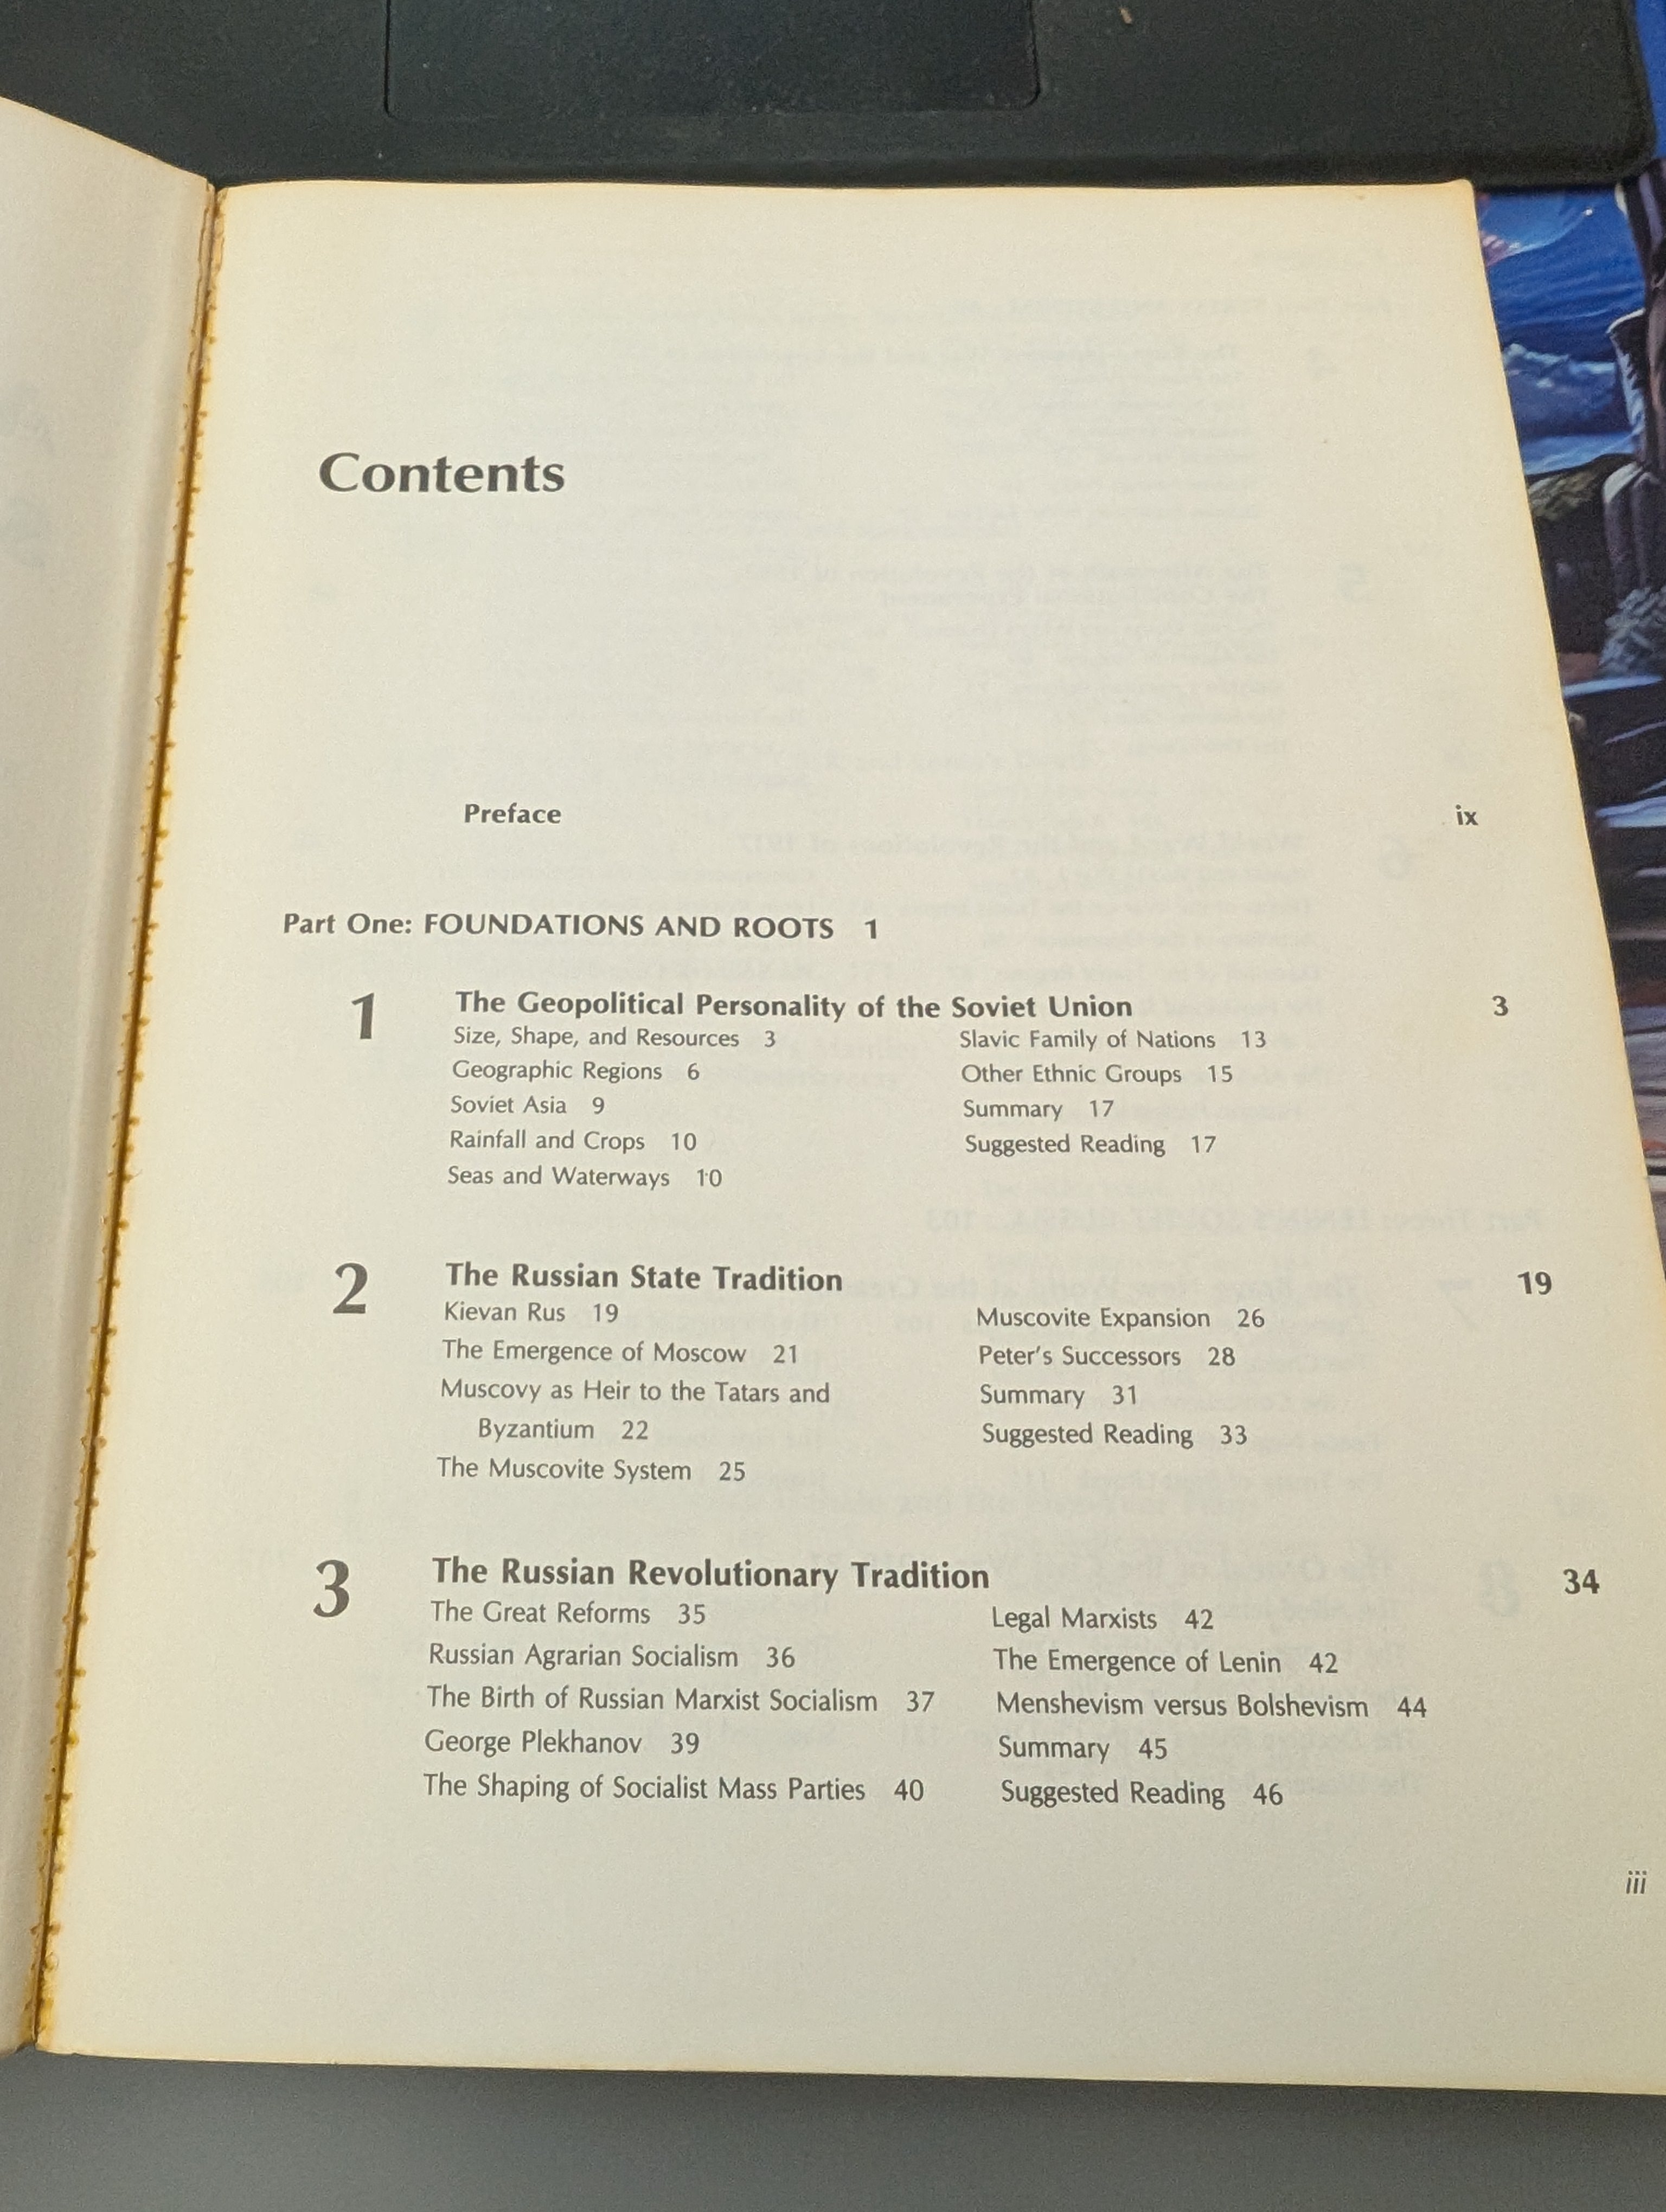 Contents
Preface ix
Part One: FOUNDATIONS AND ROOTS 1
1 The Geopolitical Personality of the Soviet Union 3
Size, Shape, and Resources 3
Geographic Regions 6
Soviet Asia 9
Rainfall and Crops 10
Seas and Waterways 10
Slavic Family of Nations 13
Other Ethnic Groups 15
Summary 17
Suggested Reading 17
2 The Russian State Tradition 19
Kievan Rus 19
The Emergence of Moscow 21
Muscovy as Heir to the Tatars and
Byzantium 22
The Muscovite System 25
Muscovite Expansion 26
Peter's Successors 28
Summary 31
Suggested Reading 33
3 The Russian Revolutionary Tradition 34
The Great Reforms 35
Russian Agrarian Socialism 36
The Birth of Russian Marxist Socialism 37
George Plekhanov 39
The Shaping of Socialist Mass Parties 40
Legal Marxists 42
The Emergence of Lenin 42
Menshevism versus Bolshevism 44
Summary 45
Suggested Reading 46
iii